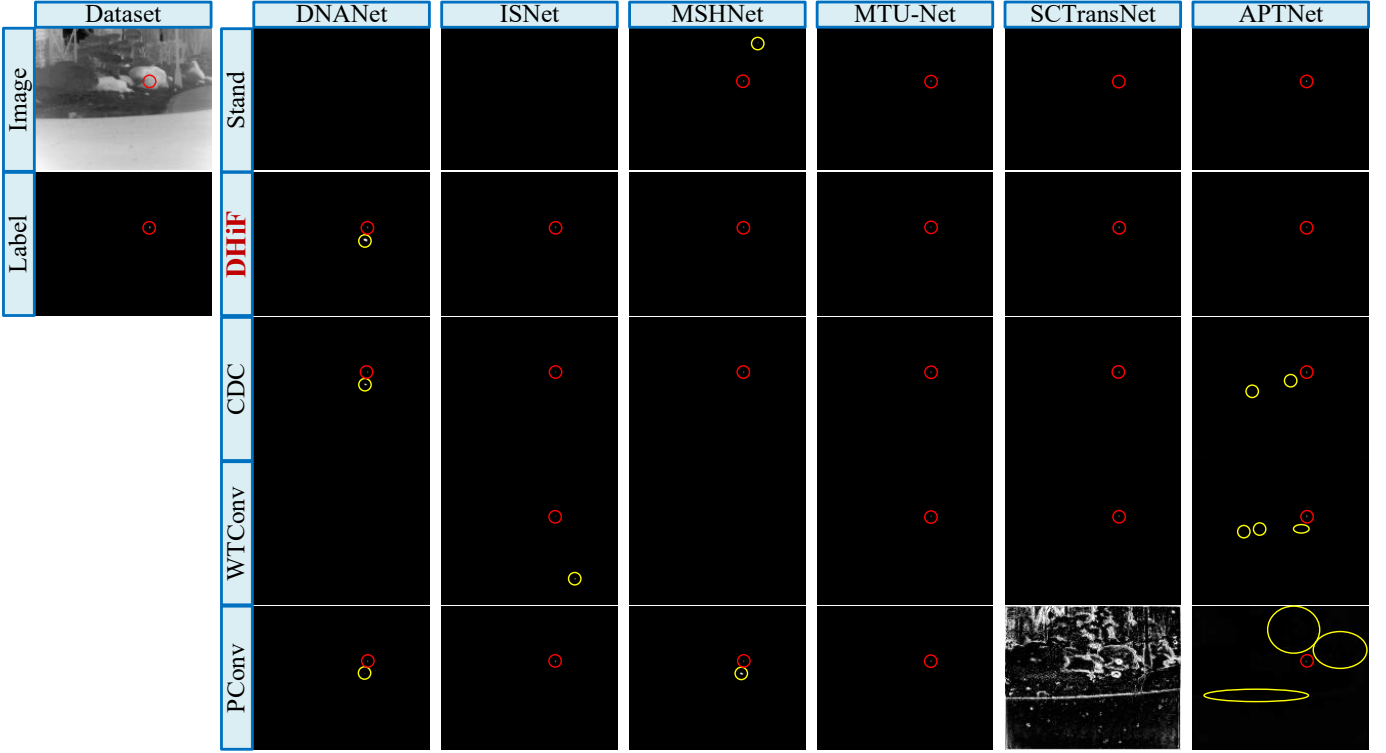 Dataset
DNANet
ISNet
MSHNet
MTU-Net
SCTransNet
APTNet
Image
Stand
Label
DHiF
CDC
WTConv
PConv